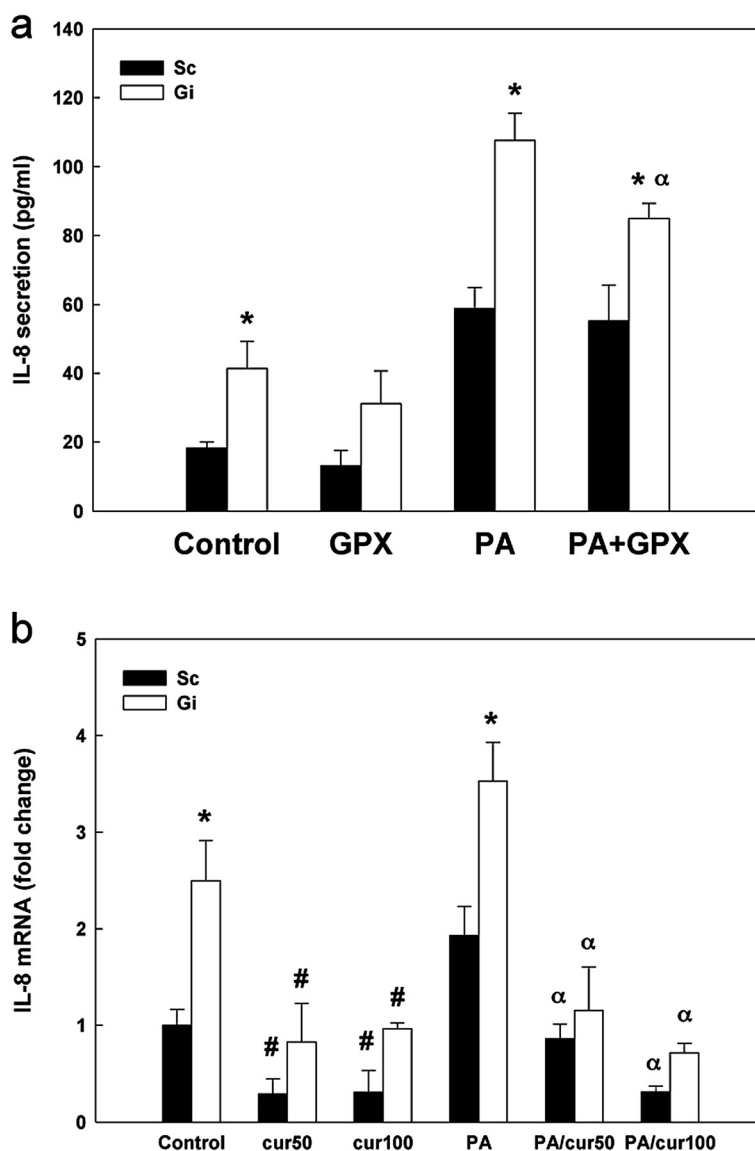 a
IL-8 secretion (pg/ml)
140
120
100
80
60
40
20
0
Sc
Gi
*
*
* α
Control GPX PA PA+GPX
b
IL-8 mRNA (fold change)
5
4
3
2
1
0
Sc
Gi
*
# #
# #
*
α α
α α
Control cur50 cur100 PA PA/cur50 PA/cur100